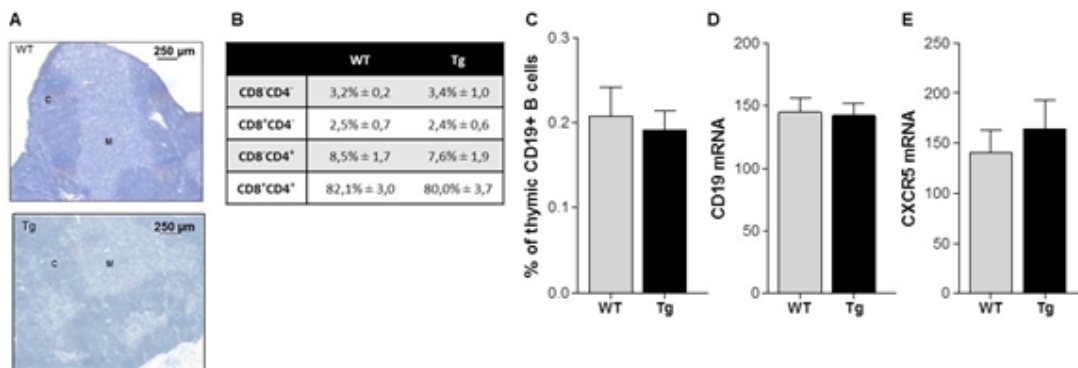 A
WT
250 µm
C
M
Tg
250 µm
C
M
B
WT Tg
CD8⁻CD4⁻ 3,2% ± 0,2 3,4% ± 1,0
CD8⁺CD4⁻ 2,5% ± 0,7 2,4% ± 0,6
CD8⁻CD4⁺ 8,5% ± 1,7 7,6% ± 1,9
CD8⁺CD4⁺ 82,1% ± 3,0 80,0% ± 3,7
C
% of thymic CD19+ B cells
0.3
0.2
0.1
0.0
WT Tg
D
CD19 mRNA
200
150
100
50
0
WT Tg
E
CXCR5 mRNA
250
200
150
100
50
0
WT Tg